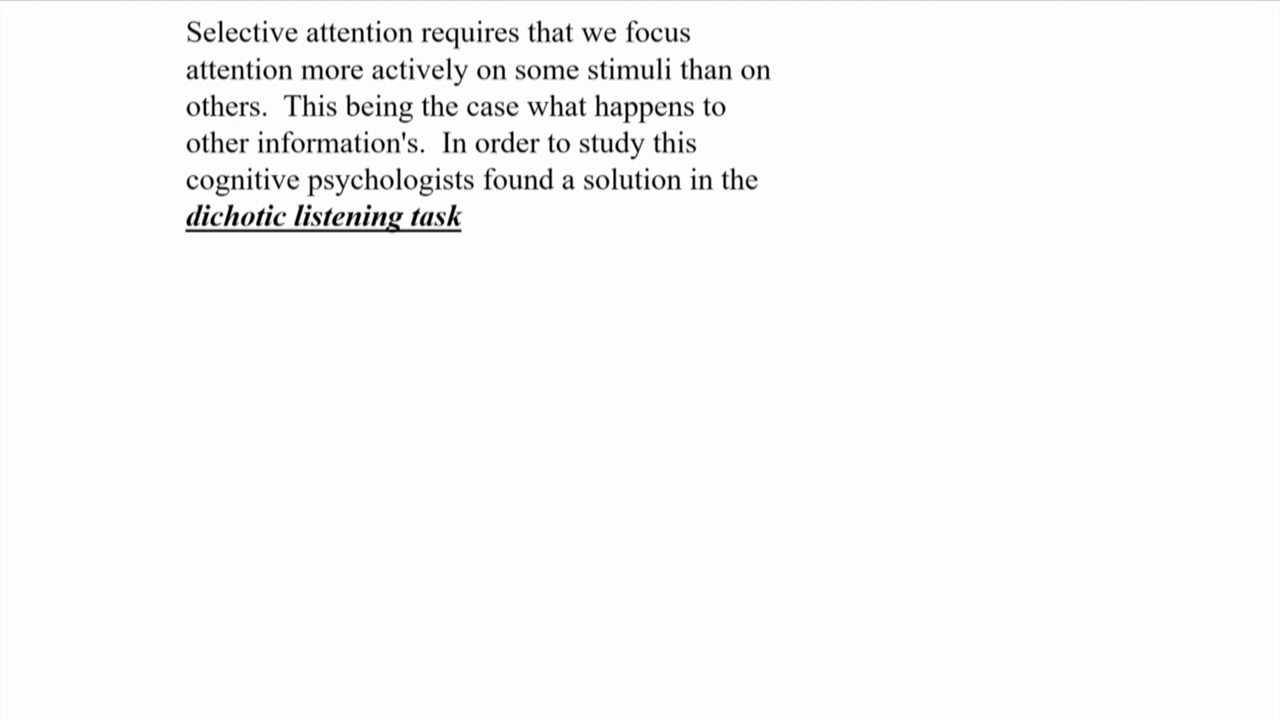 Selective attention requires that we focus
attention more actively on some stimuli than on
others.  This being the case what happens to
other information's.  In order to study this
cognitive psychologists found a solution in the
dichotic listening task